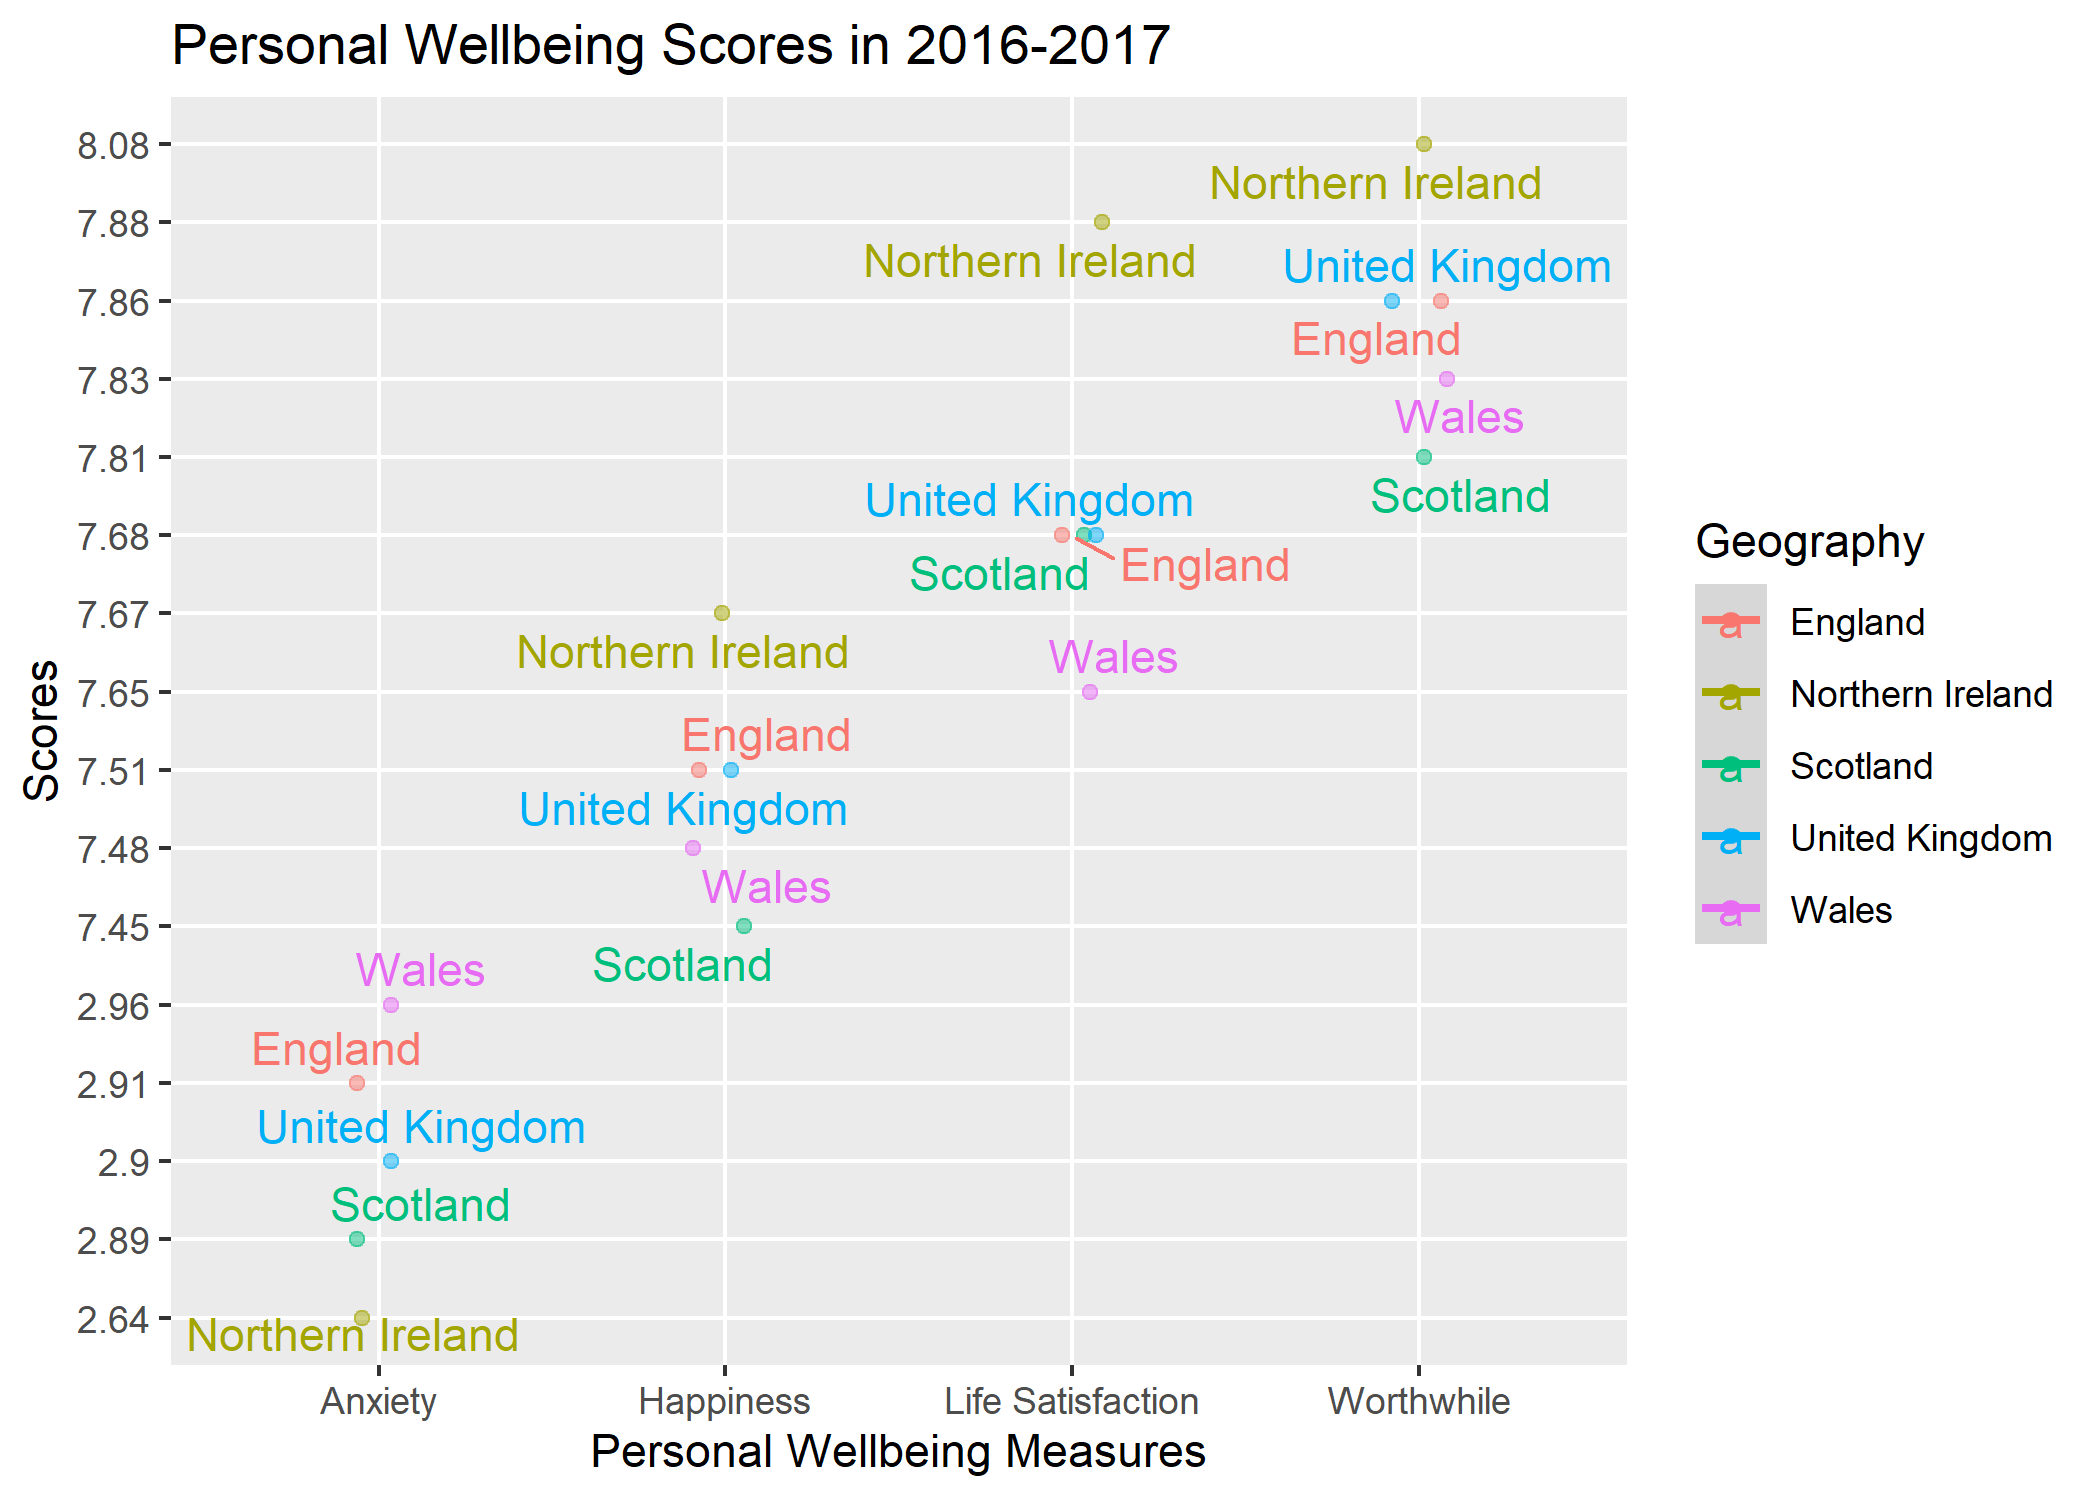 Personal Wellbeing Scores in 2016-2017
8.08
Northern Ireland
7.88
Northern Ireland
United Kingdom
7.86
England
7.83
Wales
7.81
Scotland
United Kingdom
7.68
England
Scotland
7.67
Northern Ireland
Wales
7.65
England
7.51
United Kingdom
7.48
Wales
7.45
Scotland
Wales
2.96
England
2.91
United Kingdom
2.9
Scotland
2.89
2.64
Northern Ireland
Scores
Anxiety Happiness Life Satisfaction Worthwhile
Personal Wellbeing Measures
Geography
a England
a Northern Ireland
a Scotland
a United Kingdom
a Wales